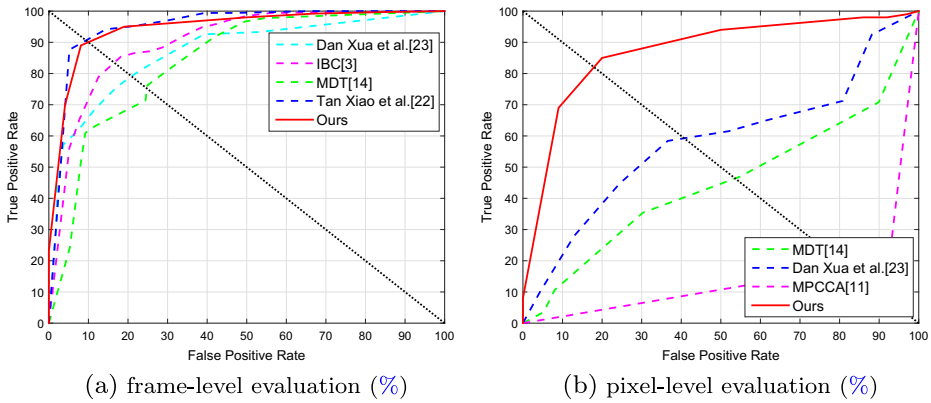 100
90
80
70
60
50
40
30
20
10
0
True Positive Rate
0 10 20 30 40 50 60 70 80 90 100
False Positive Rate
Dan Xua et al.[23]
IBC[3]
MDT[14]
Tan Xiao et al.[22]
Ours
(a) frame-level evaluation (%)
100
90
80
70
60
50
40
30
20
10
0
True Positive Rate
0 10 20 30 40 50 60 70 80 90 100
False Positive Rate
MDT[14]
Dan Xua et al.[23]
MPCCA[11]
Ours
(b) pixel-level evaluation (%)